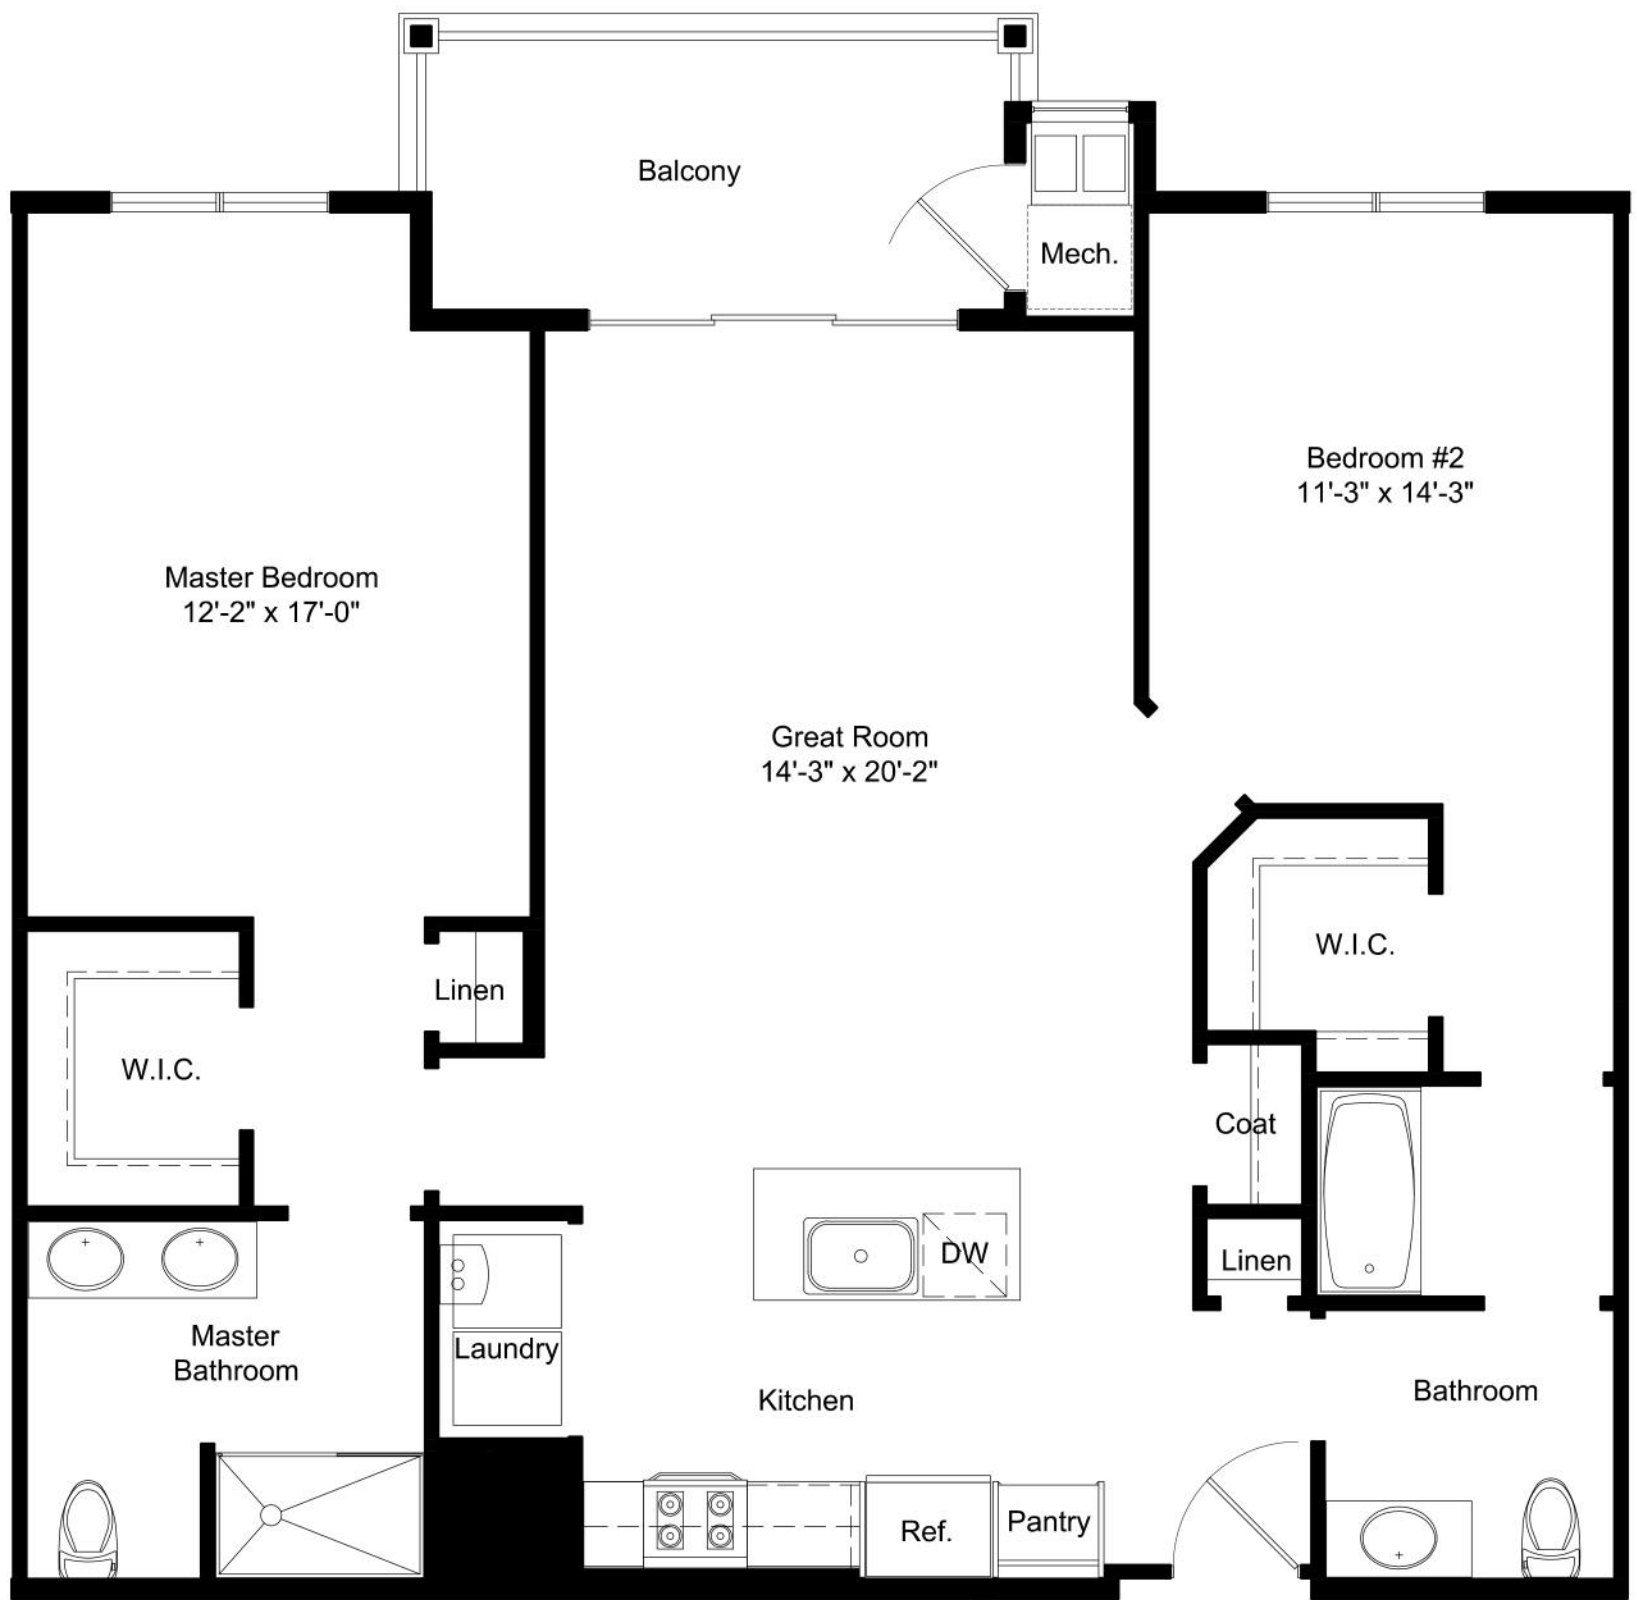 Balcony
Mech.
Bedroom #2
11'-3" x 14'-3"
Master Bedroom
12'-2" x 17'-0"
Great Room
14'-3" x 20'-2"
W.I.C.
Linen
W.I.C.
Coat
DW
Linen
Master
Bathroom
Laundry
Kitchen
Bathroom
Ref.
Pantry